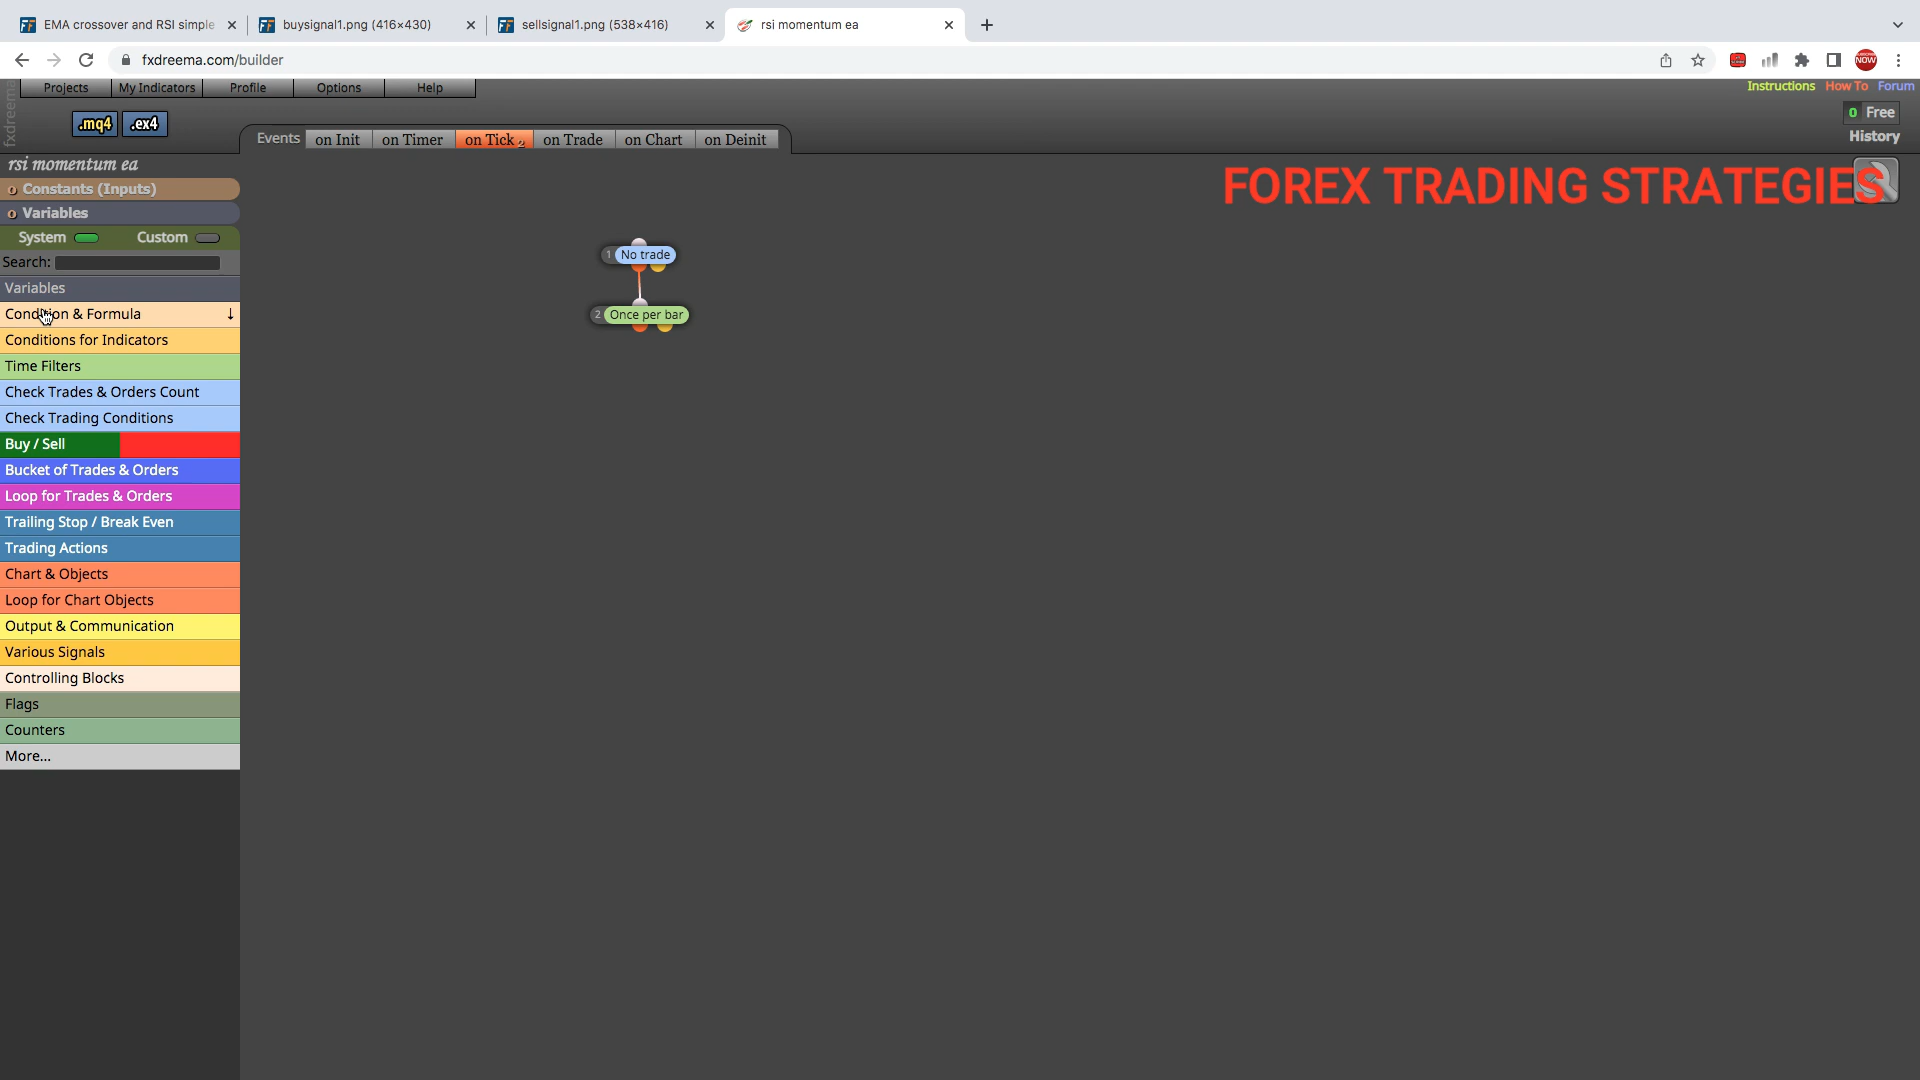 EMA crossover and RSI simple
buysignal1.png (416×430)
sellsignal1.png (538×416)
rsi momentum ea
fxdreema.com/builder
NOW
Projects
My Indicators
Profile
Options
Help
Instructions
How To
Forum
fxdreema
.mq4
.ex4
0 Free
History
Events
on Init
on Timer
on Tick 2
on Trade
on Chart
on Deinit
rsi momentum ea
o Constants (Inputs)
o Variables
System
Custom
Search:
Variables
Condition & Formula ↓
Conditions for Indicators
Time Filters
Check Trades & Orders Count
Check Trading Conditions
Buy / Sell
Bucket of Trades & Orders
Loop for Trades & Orders
Trailing Stop / Break Even
Trading Actions
Chart & Objects
Loop for Chart Objects
Output & Communication
Various Signals
Controlling Blocks
Flags
Counters
More...
FOREX TRADING STRATEGIES
1 No trade
2 Once per bar